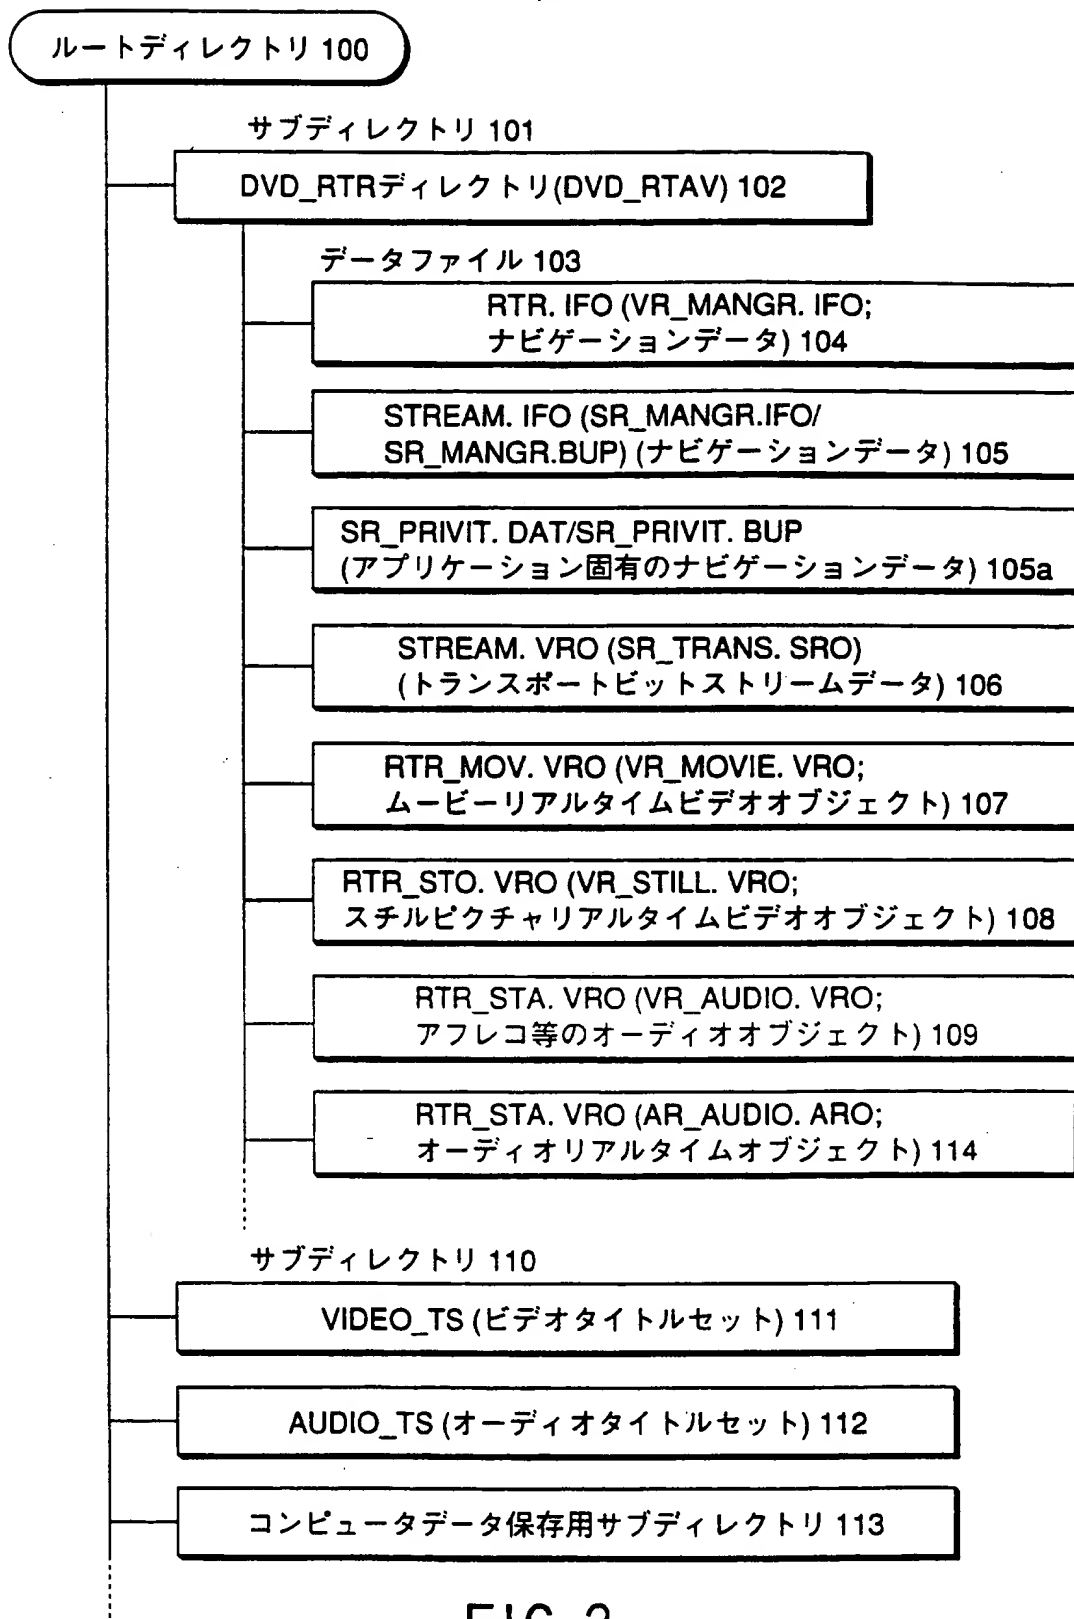 ルートディレクトリ 100
サブディレクトリ 101
DVD_RTRディレクトリ(DVD_RTAV) 102
データファイル 103
RTR. IFO (VR_MANGR. IFO;
ナビゲーションデータ) 104
STREAM. IFO (SR_MANGR.IFO/
SR_MANGR.BUP) (ナビゲーションデータ) 105
SR_PRIVIT. DAT/SR_PRIVIT. BUP
(アプリケーション固有のナビゲーションデータ) 105a
STREAM. VRO (SR_TRANS. SRO)
(トランスポートビットストリームデータ) 106
RTR_MOV. VRO (VR_MOVIE. VRO;
ムービーリアルタイムビデオオブジェクト) 107
RTR_STO. VRO (VR_STILL. VRO;
スチルピクチャリアルタイムビデオオブジェクト) 108
RTR_STA. VRO (VR_AUDIO. VRO;
アフレコ等のオーディオオブジェクト) 109
RTR_STA. VRO (AR_AUDIO. ARO;
オーディオリアルタイムオブジェクト) 114
サブディレクトリ 110
VIDEO_TS (ビデオタイトルセット) 111
AUDIO_TS (オーディオタイトルセット) 112
コンピュータデータ保存用サブディレクトリ 113
FIG